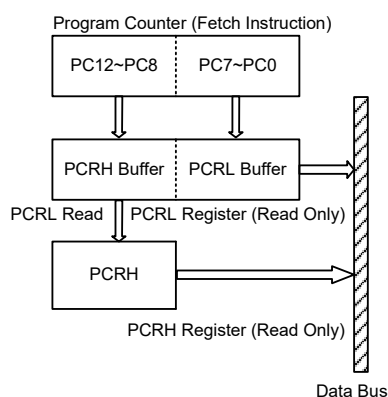 Program Counter (Fetch Instruction)
PC12~PC8 PC7~PC0
PCRH Buffer PCRL Buffer
PCRL Read PCRL Register (Read Only)
PCRH
PCRH Register (Read Only)
Data Bus